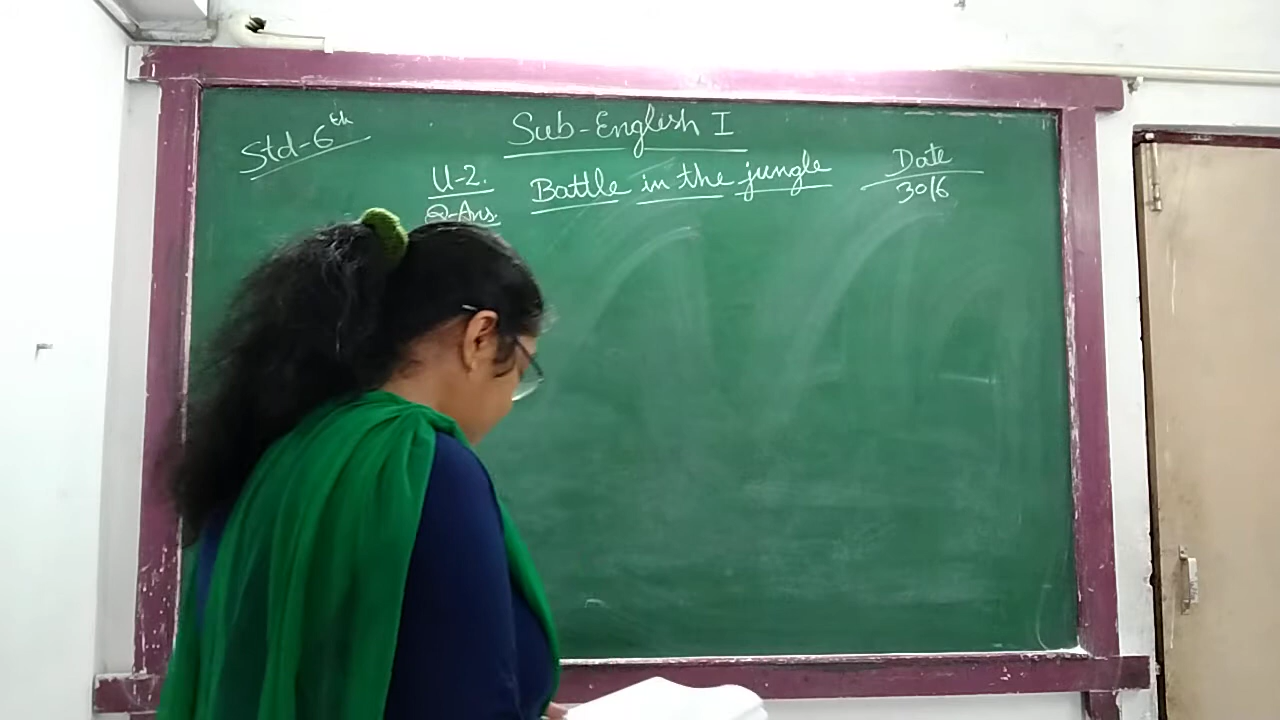 Std-6th
Sub-English I
U-2. Battle in the jungle
Q-Ans.
Date
30/6